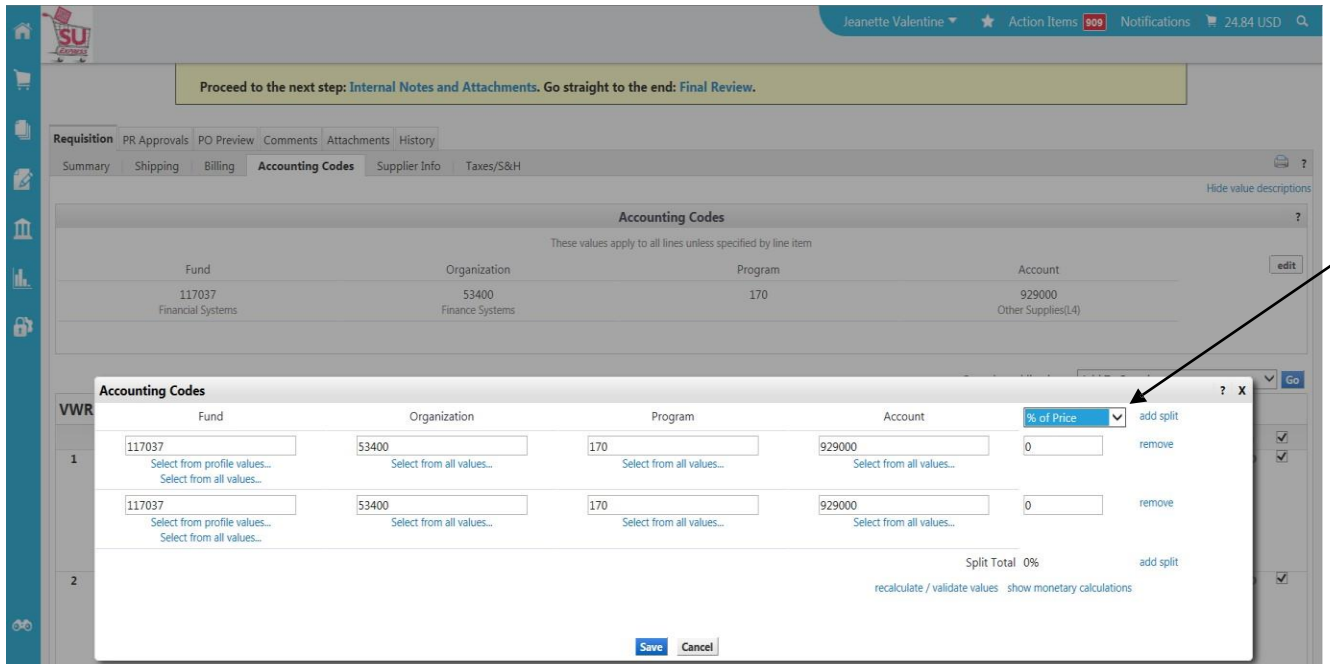 Jeanette Valentine Action Items 909 Notifications 24.84 USD
SU
EXPRESS
Proceed to the next step: Internal Notes and Attachments. Go straight to the end: Final Review.
Requisition PR Approvals PO Preview Comments Attachments History
Summary Shipping Billing Accounting Codes Supplier Info Taxes/S&H ?
Hide value descriptions
Accounting Codes ?
These values apply to all lines unless specified by line item
Fund Organization Program Account edit
117037 53400 170 929000
Financial Systems Finance Systems Other Supplies(L4)
Go
Accounting Codes ? X
VWR
Fund Organization Program Account % of Price add split
117037 53400 170 929000 0 remove
1
Select from profile values... Select from all values... Select from all values... Select from all values...
Select from all values...
117037 53400 170 929000 0 remove
Select from profile values... Select from all values... Select from all values... Select from all values...
Select from all values...
Split Total 0% add split
2
recalculate / validate values show monetary calculations
Save Cancel